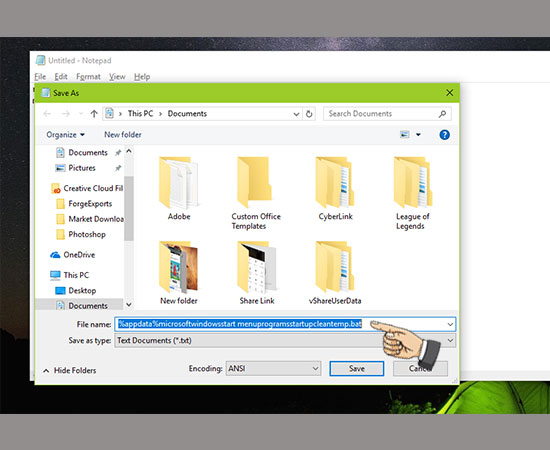 Untitled - Notepad
File Edit Format View Help
Save As
This PC Documents
Search Documents
Organize New folder
Documents
Pictures
Creative Cloud Fil
ForgeExports
Market Downloa
Photoshop
OneDrive
This PC
Desktop
Documents
Adobe
Custom Office
Templates
CyberLink
League of
Legends
New folder
Share Link
vShareUserData
File name: %appdata%microsoftwindowsstart menuprogramsstartupcleantemp.bat
Save as type: Text Documents (*.txt)
Hide Folders
Encoding: ANSI
Save